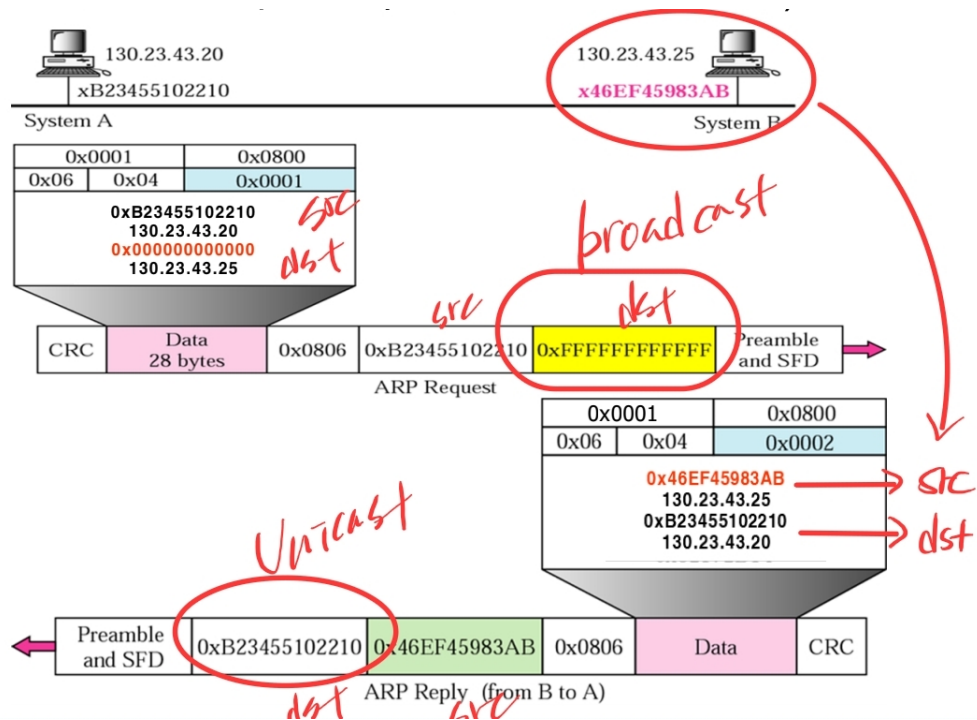 130.23.43.20
xB23455102210
System A
130.23.43.25
x46EF45983AB
System B
0x0001 0x0800
0x06 0x04 0x0001
0xB23455102210
130.23.43.20
0x000000000000
130.23.43.25
src
dst
broadcast
src
dst
CRC Data 28 bytes 0x0806 0xB23455102210 0xFFFFFFFFFFFF Preamble and SFD
ARP Request
0x0001 0x0800
0x06 0x04 0x0002
0x46EF45983AB
130.23.43.25
0xB23455102210
130.23.43.20
src
dst
Unicast
Preamble and SFD 0xB23455102210 0x46EF45983AB 0x0806 Data CRC
ARP Reply (from B to A)
dst
src